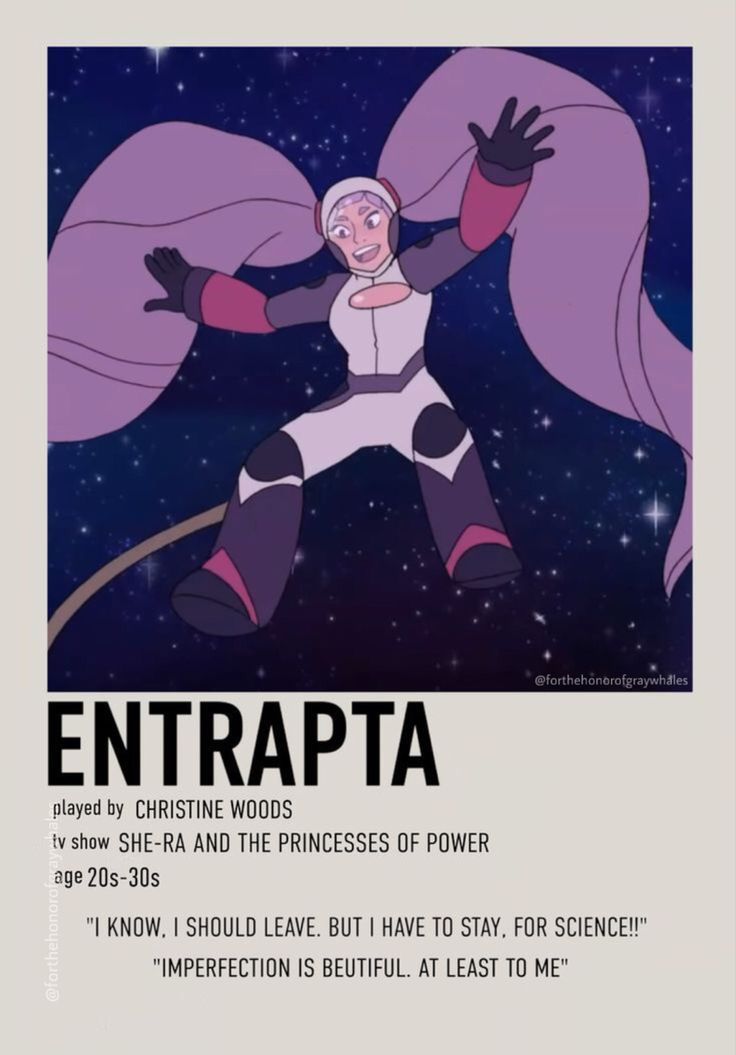 @forthehonorofgraywhales
ENTRAPTA
played by CHRISTINE WOODS
tv show SHE-RA AND THE PRINCESSES OF POWER
age 20s-30s
"I KNOW, I SHOULD LEAVE. BUT I HAVE TO STAY, FOR SCIENCE!!"
"IMPERFECTION IS BEUTIFUL. AT LEAST TO ME"
@forthehonorofgraywhales